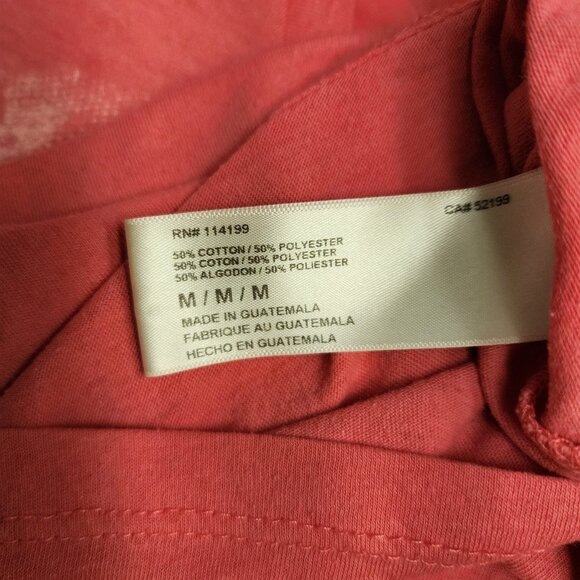 RN# 114199
CA# 52199
50% COTTON / 50% POLYESTER
50% COTON / 50% POLYESTER
50% ALGODON / 50% POLIESTER
M / M / M
MADE IN GUATEMALA
FABRIQUE AU GUATEMALA
HECHO EN GUATEMALA